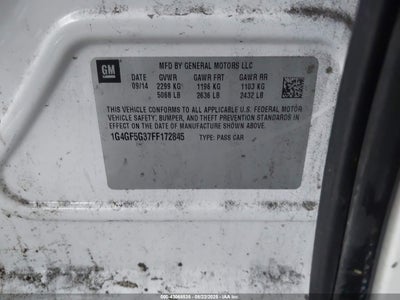 MFD BY GENERAL MOTORS LLC
GM
DATE GVWR GAWR FRT GAWR RR
09/14 2299 KG 1196 KG 1103 KG
5068 LB 2636 LB 2432 LB
THIS VEHICLE CONFORMS TO ALL APPLICABLE U.S. FEDERAL MOTOR
VEHICLE SAFETY, BUMPER, AND THEFT PREVENTION STANDARDS IN
EFFECT ON THE DATE OF MANUFACTURE SHOWN ABOVE.
1G4GF5G37FF172845 TYPE: PASS CAR